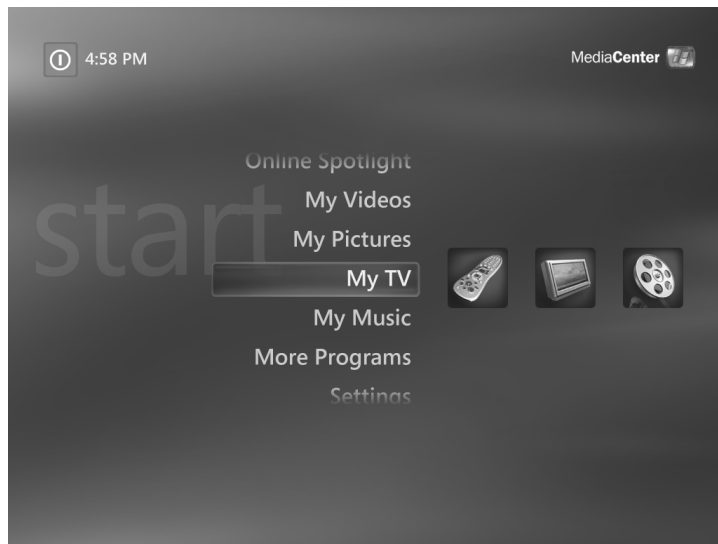 4:58 PM
MediaCenter
Online Spotlight
start
My Videos
My Pictures
My TV
My Music
More Programs
Settings